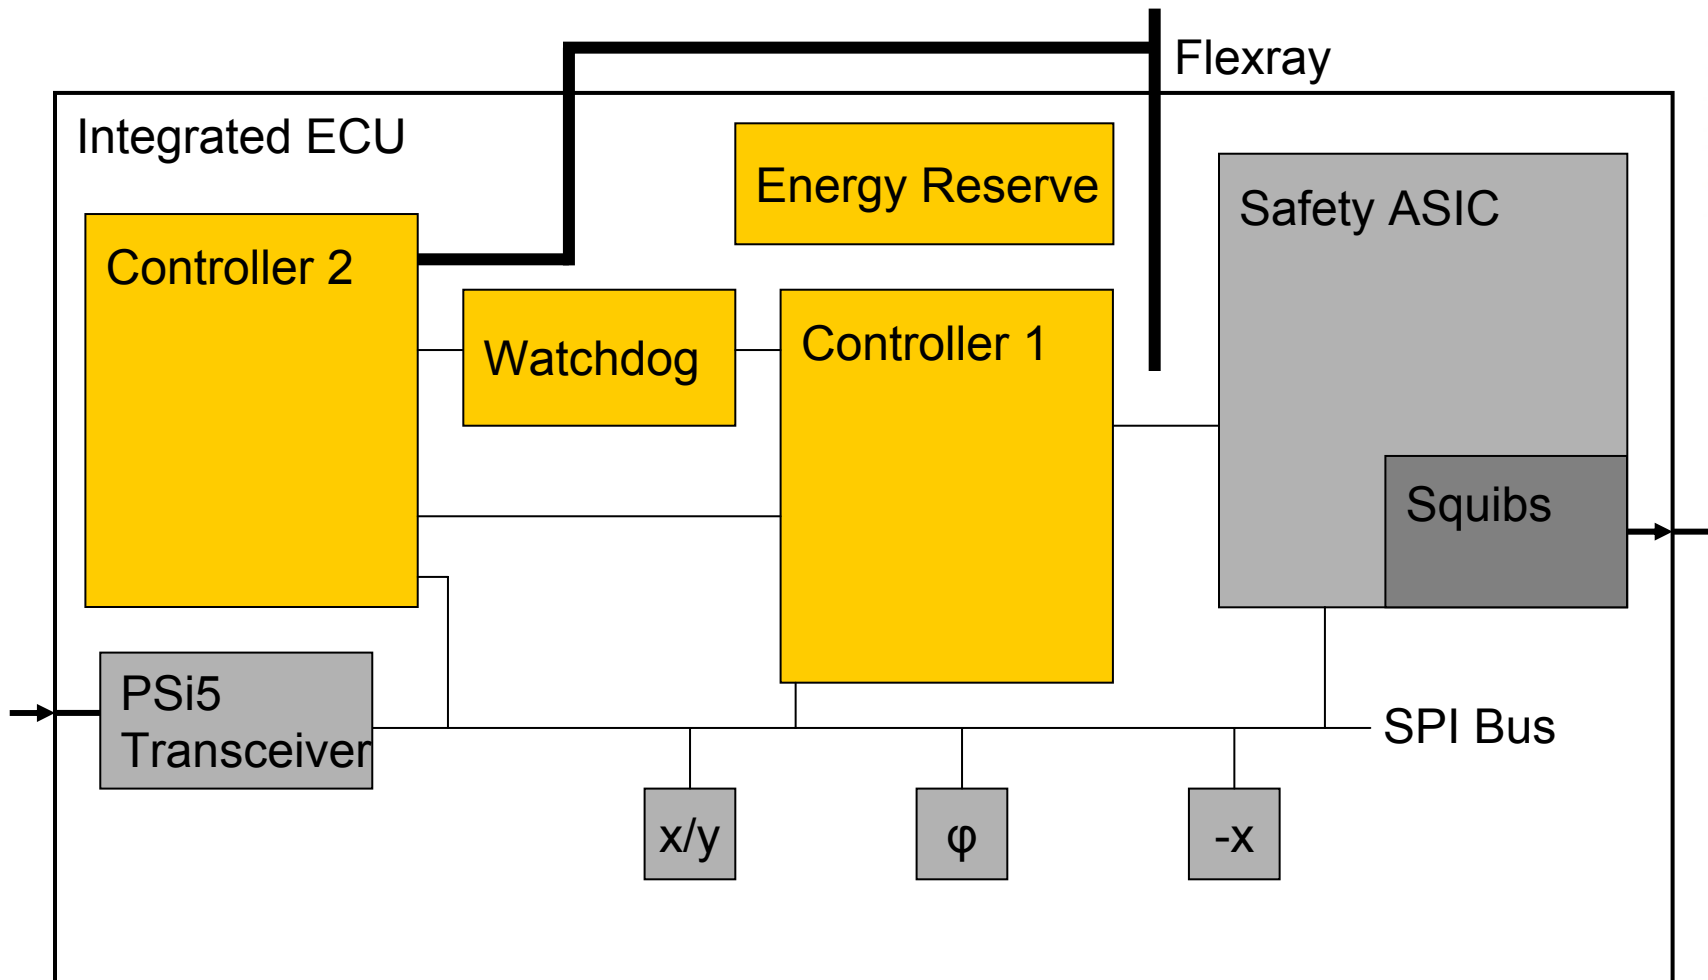 Flexray
Integrated ECU
Energy Reserve
Safety ASIC
Controller 2
Controller 1
Watchdog
Squibs
PSi5
Transceiver
SPI Bus
x/y
φ
-x